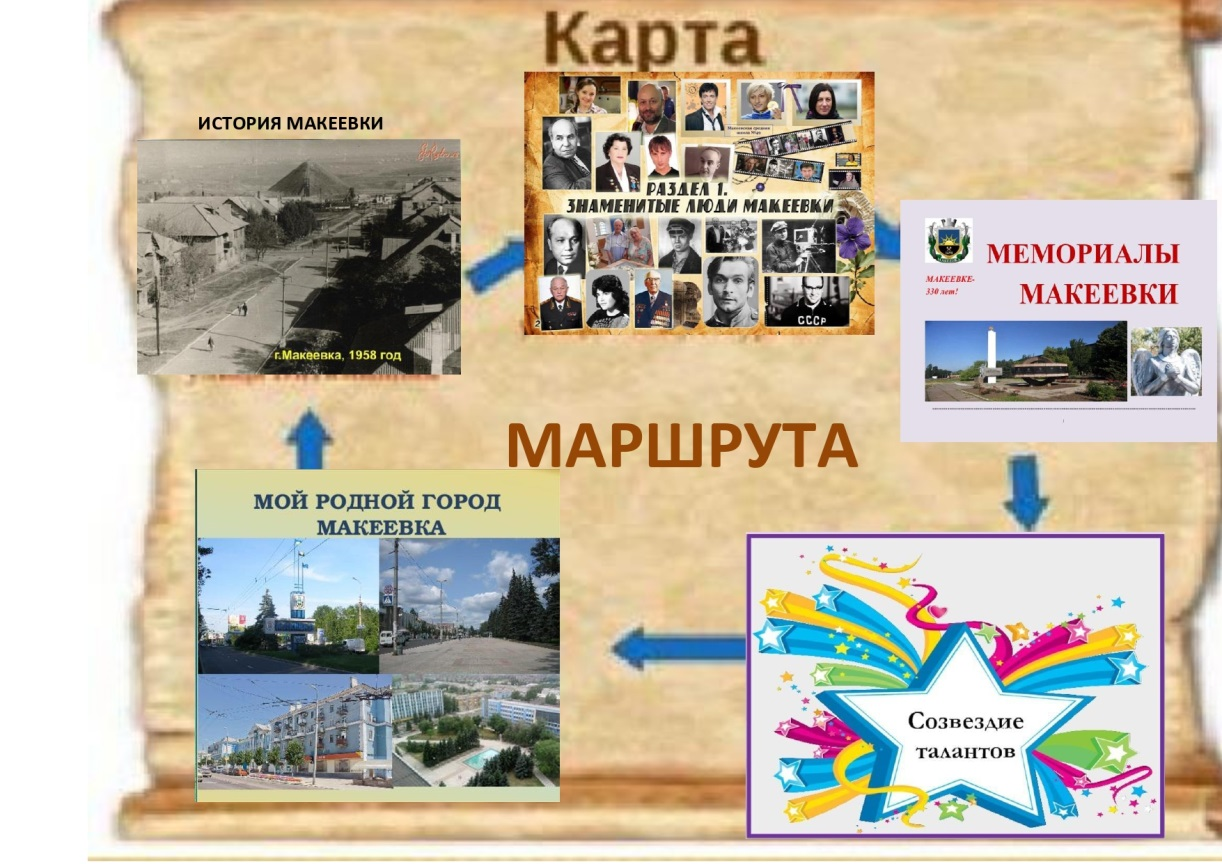 Карта
ИСТОРИЯ МАКЕЕВКИ
г.Макеевка, 1958 год
РАЗДЕЛ 1.
ЗНАМЕНИТЫЕ ЛЮДИ МАКЕЕВКИ
СССР
2
МЕМОРИАЛЫ
МАКЕЕВКИ
МАКЕЕВКЕ-
330 лет!
МАРШРУТА
МОЙ РОДНОЙ ГОРОД
МАКЕЕВКА
Созвездие
талантов